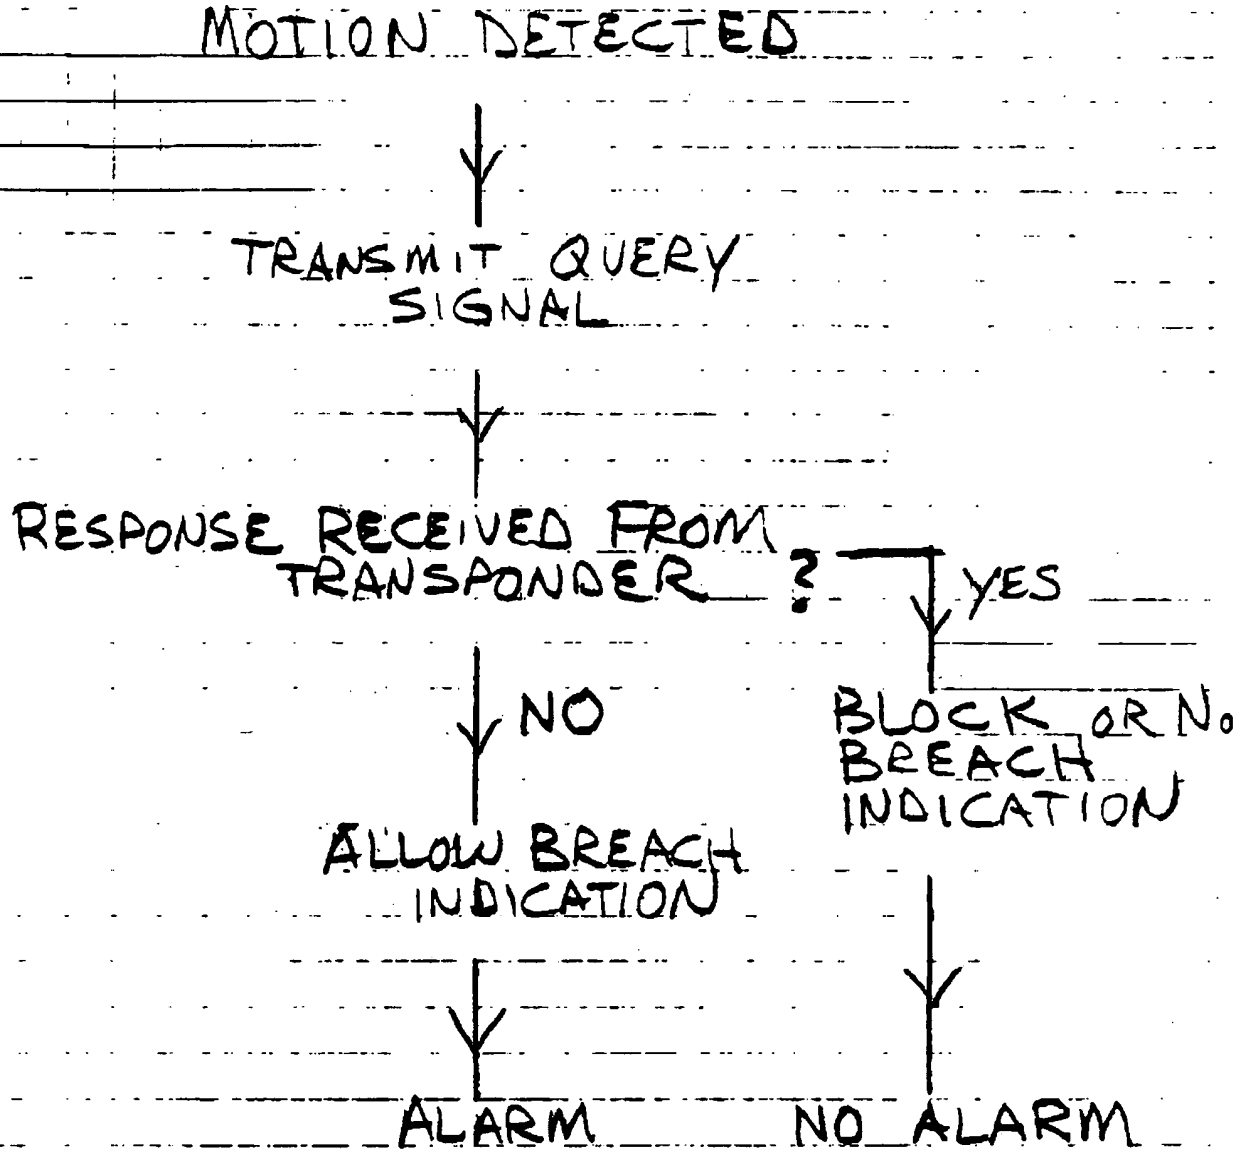 MOTION DETECTED
TRANSMIT QUERY
SIGNAL
RESPONSE RECEIVED FROM
TRANSPONDER ?
YES
NO
BLOCK OR NO
BREACH
INDICATION
ALLOW BREACH
INDICATION
ALARM
NO ALARM